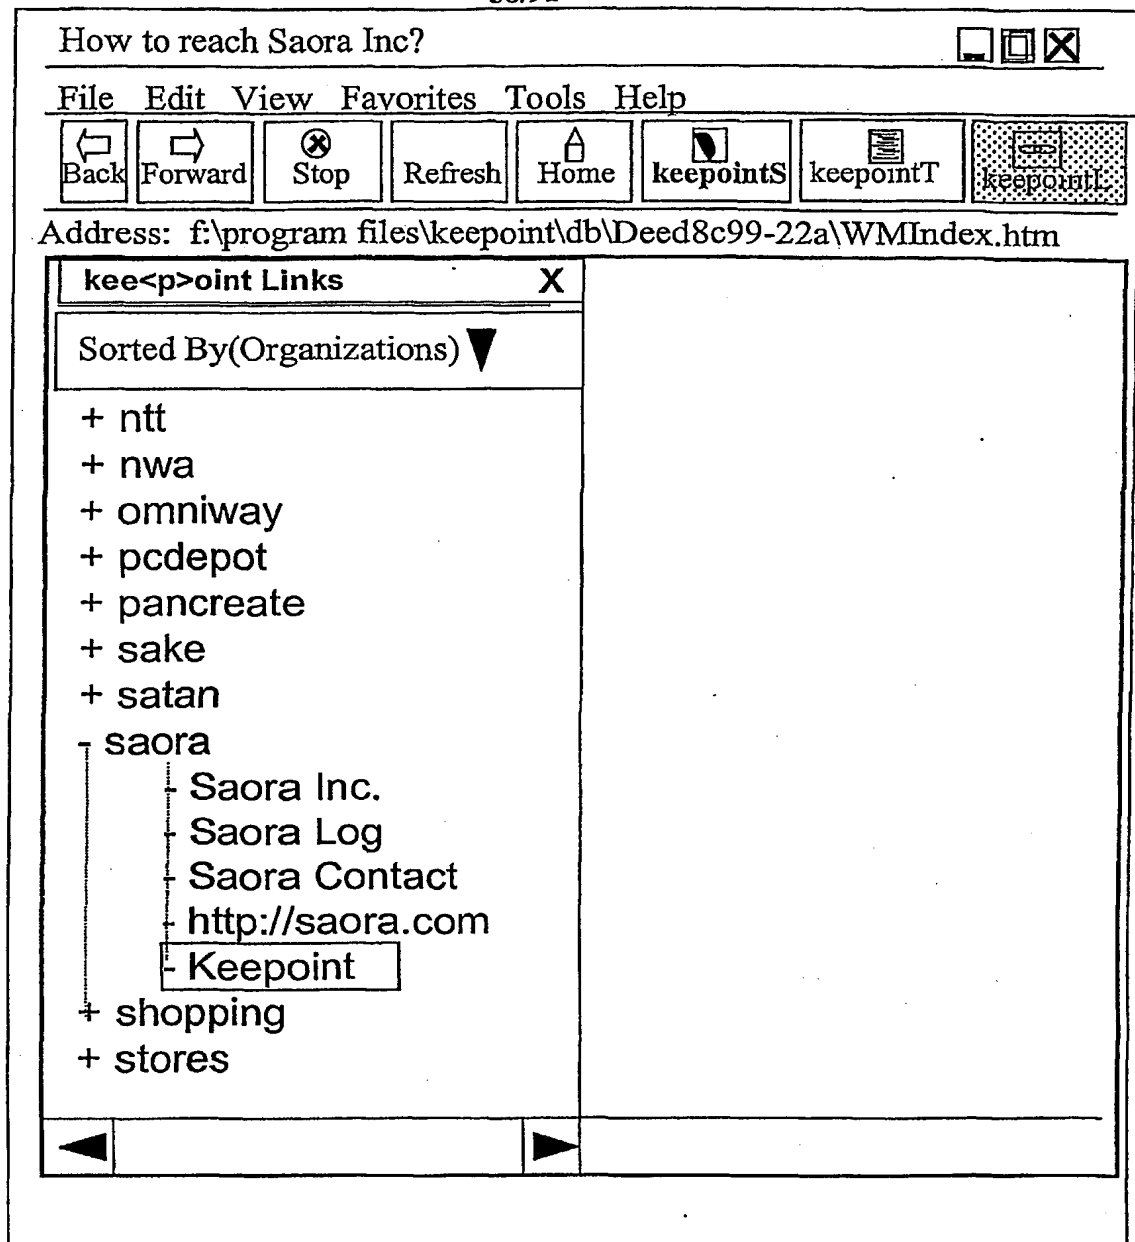 How to reach Saora Inc?
File Edit View Favorites Tools Help
Back Forward Stop Refresh Home keepointS keepointT keepointL
Address: f:\program files\keepoint\db\Deed8c99-22a\WMIndex.htm
kee<p>oint Links X
Sorted By(Organizations)
+ ntt
+ nwa
+ omniway
+ pcdepot
+ pancreate
+ sake
+ satan
- saora
- Saora Inc.
- Saora Log
- Saora Contact
- http://saora.com
- Keepoint
+ shopping
+ stores